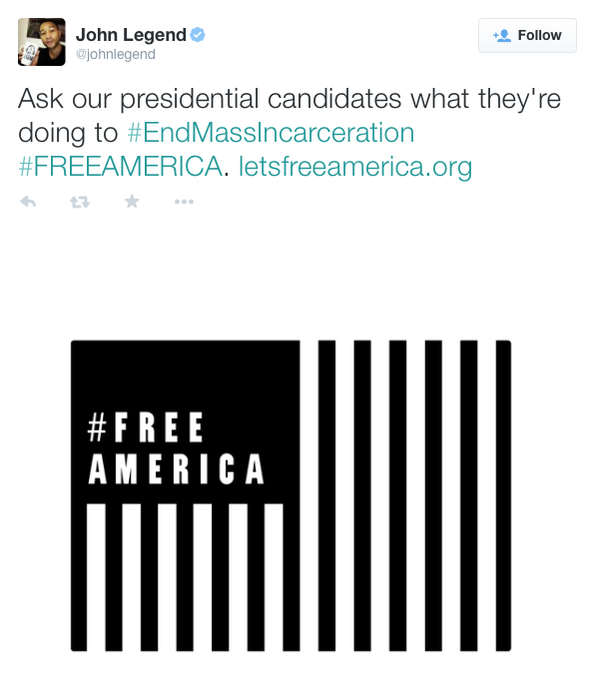 John Legend
@johnlegend
Follow
Ask our presidential candidates what they're
doing to #EndMassIncarceration
#FREEAMERICA. letsfreeamerica.org
#FREE
AMERICA